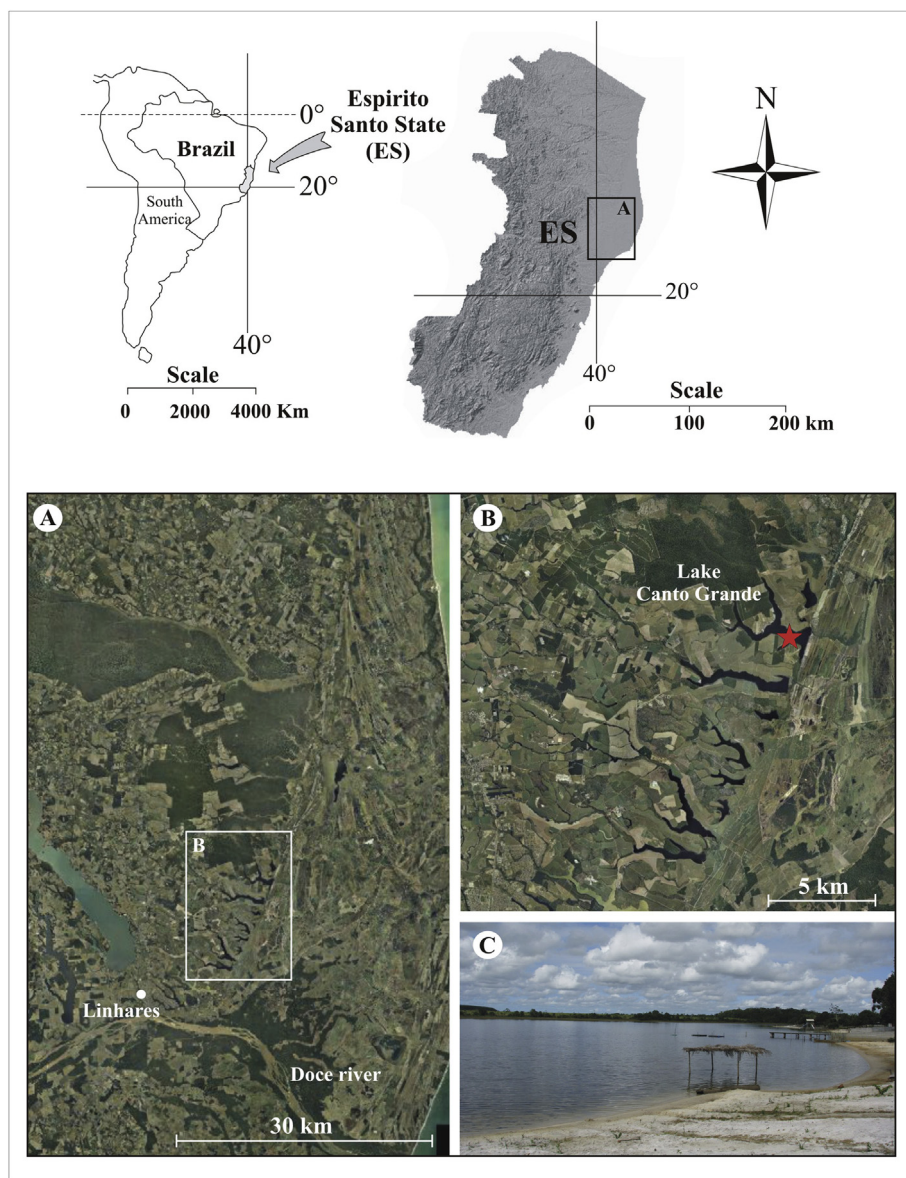 Espirito
Santo State
(ES)
0°
Brazil
20°
South
America
40°
Scale
0 2000 4000 Km
N
A
ES
20°
40°
Scale
0 100 200 km
A
B
Linhares
Doce river
30 km
B
Lake
Canto Grande
5 km
C